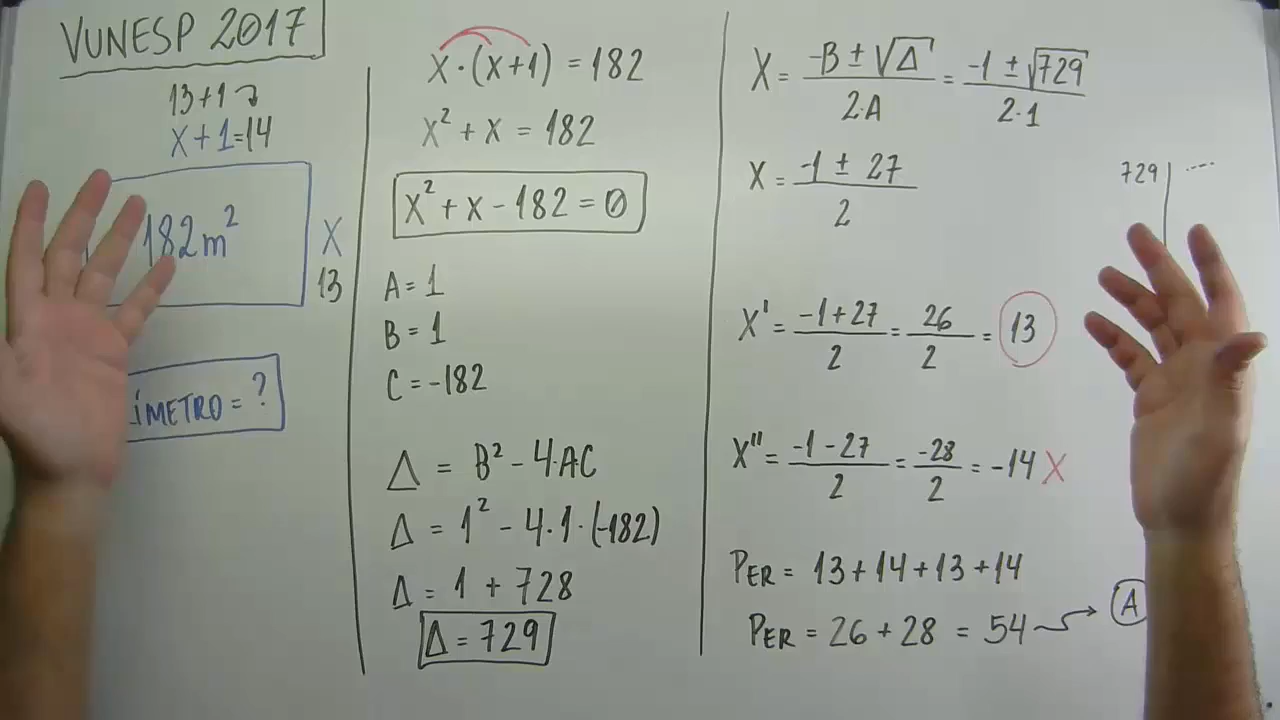 VUNESP 2017
13+1
X+1=14
182m²
X
13
ÍMETRO = ?
X·(X+1) = 182
X² + X = 182
X² + X - 182 = 0
A = 1
B = 1
C = -182
Δ = B² - 4·AC
Δ = 1² - 4·1·(-182)
Δ = 1 + 728
Δ = 729
X = (-B ± √Δ)/(2·A) = (-1 ± √729)/(2·1)
X = (-1 ± 27)/2
729
X' = (-1+27)/2 = 26/2 = 13
X'' = (-1-27)/2 = -28/2 = -14 X
PER = 13+14+13+14
PER = 26+28 = 54 → A